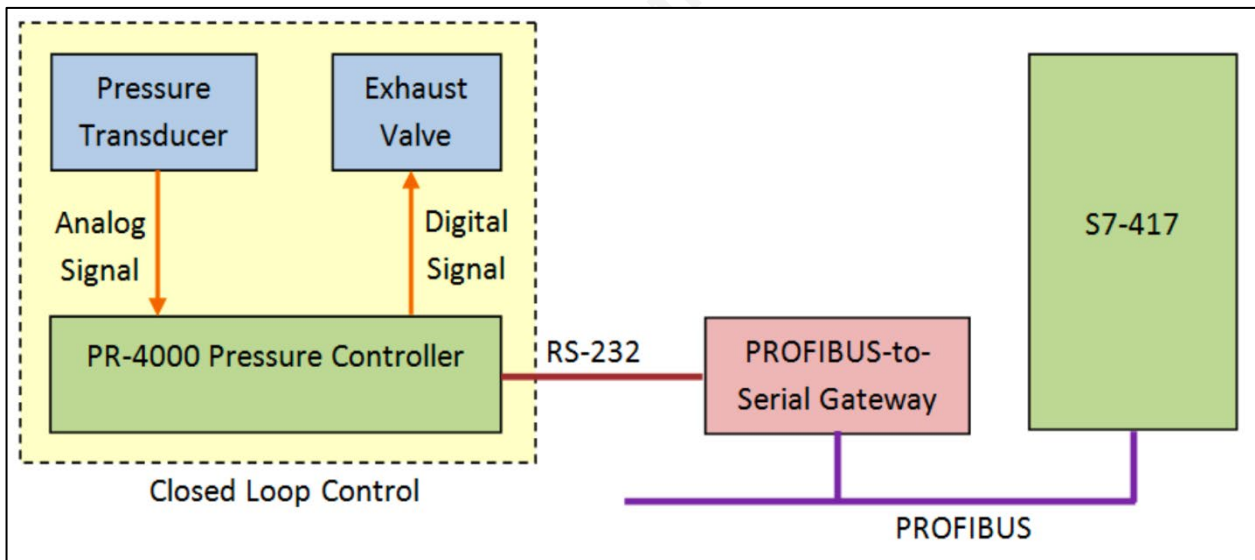 Pressure
Transducer
Exhaust
Valve
S7-417
Analog
Signal
Digital
Signal
PR-4000 Pressure Controller
RS-232
PROFIBUS-to-
Serial Gateway
Closed Loop Control
PROFIBUS